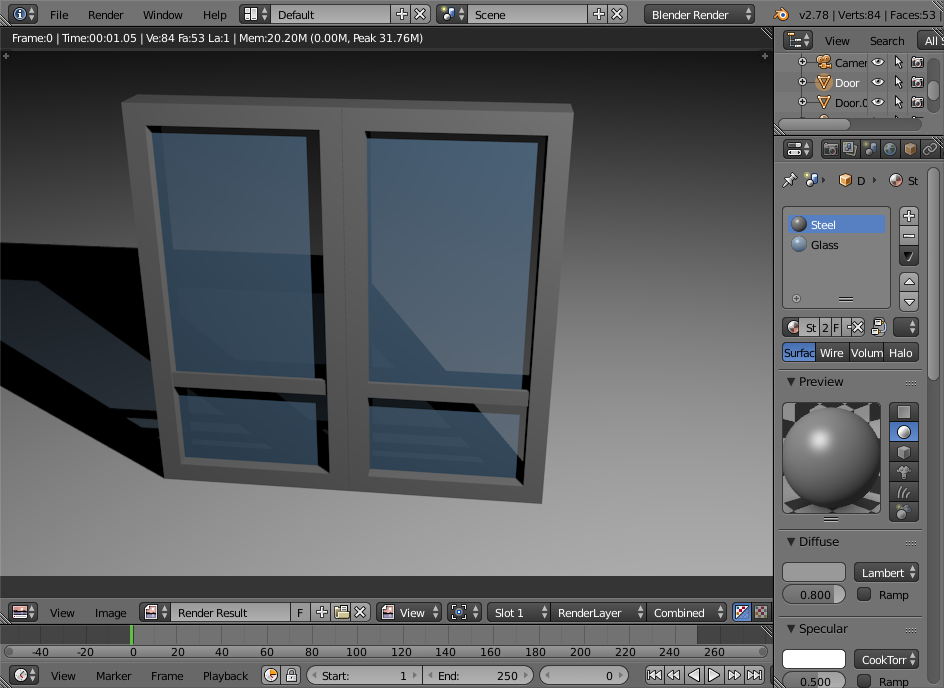 File Render Window Help Default Scene Blender Render v2.78 | Verts:84 | Faces:53 |
Frame:0 | Time:00:01.05 | Ve:84 Fa:53 La:1 | Mem:20.20M (0.00M, Peak 31.76M)
View Search All S
Camer
Door
Door.0
D St
Steel
Glass
St 2 F
Surfac Wire Volum Halo
Preview
Diffuse
Lambert
0.800 Ramp
Specular
CookTorr
0.500 Ramp
View Image Render Result F View Slot 1 RenderLayer Combined
-40 -20 0 20 40 60 80 100 120 140 160 180 200 220 240 260
View Marker Frame Playback Start: 1 End: 250 0